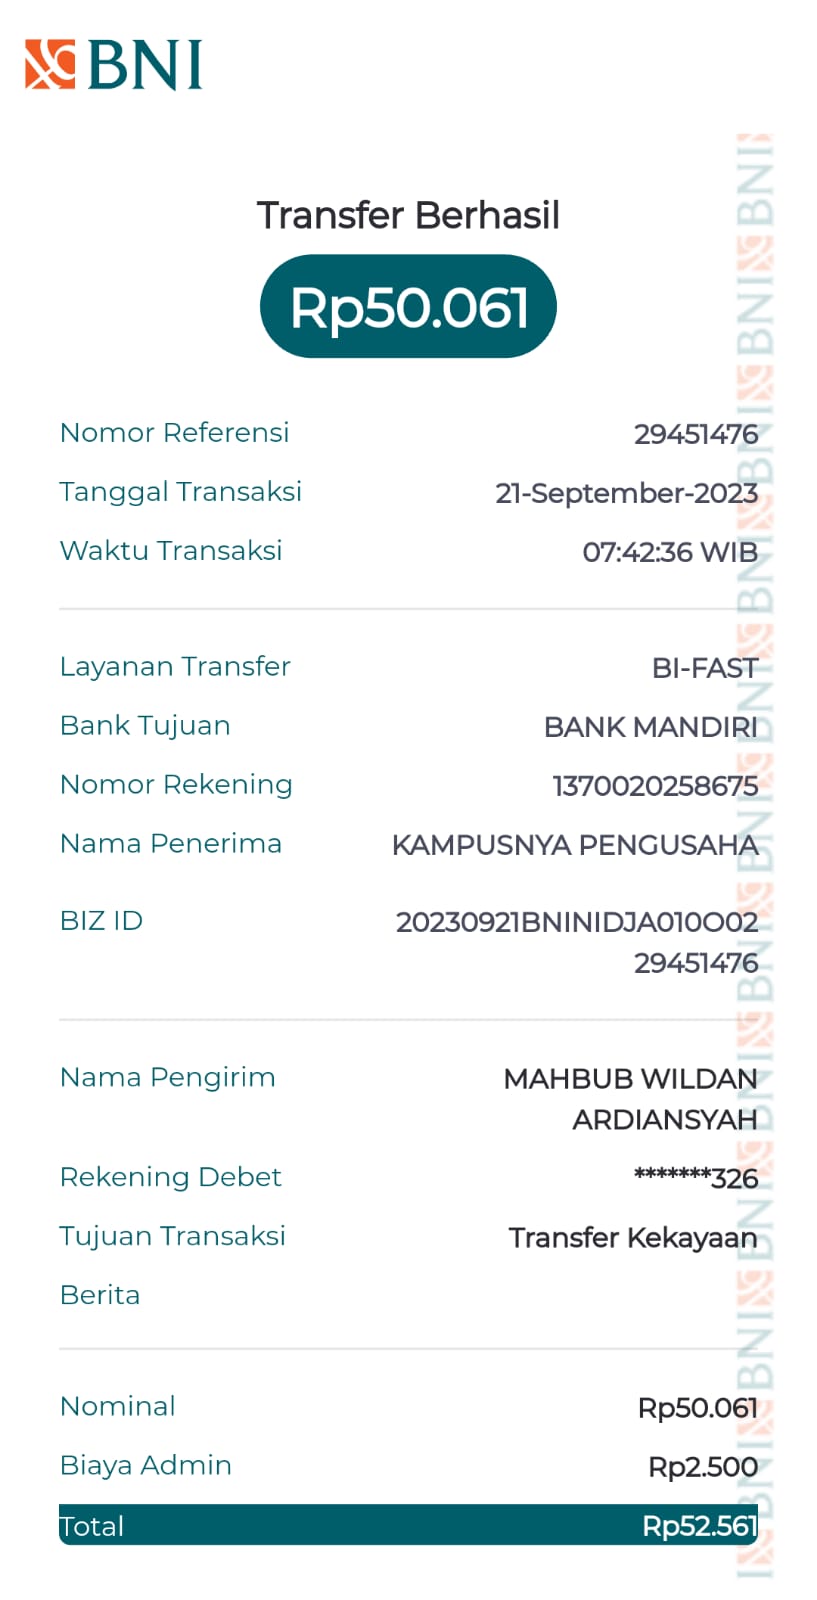 BNI
Transfer Berhasil
Rp50.061
Nomor Referensi 29451476
Tanggal Transaksi 21-September-2023
Waktu Transaksi 07:42:36 WIB
Layanan Transfer BI-FAST
Bank Tujuan BANK MANDIRI
Nomor Rekening 1370020258675
Nama Penerima KAMPUSNYA PENGUSAHA
BIZ ID 20230921BNINIDJA010O02
29451476
Nama Pengirim MAHBUB WILDAN
ARDIANSYAH
Rekening Debet *******326
Tujuan Transaksi Transfer Kekayaan
Berita
Nominal Rp50.061
Biaya Admin Rp2.500
Total Rp52.561
BNI BNI BNI BNI BNI BNI BNI BNI BNI BNI BNI